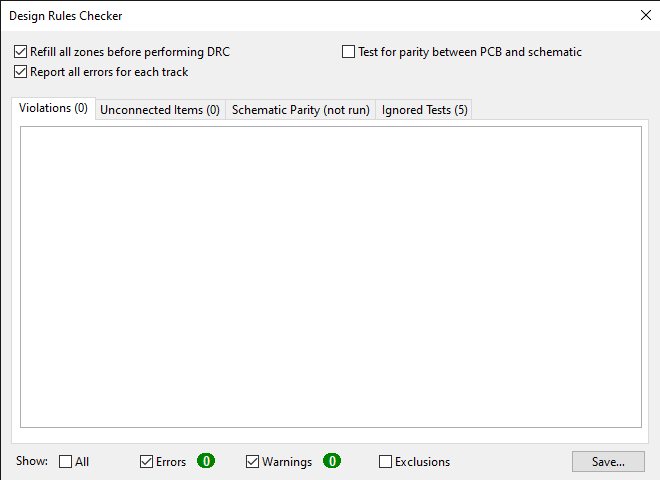 Design Rules Checker
Refill all zones before performing DRC
Test for parity between PCB and schematic
Report all errors for each track
Violations (0) Unconnected Items (0) Schematic Parity (not run) Ignored Tests (5)
Show: All Errors 0 Warnings 0 Exclusions Save...